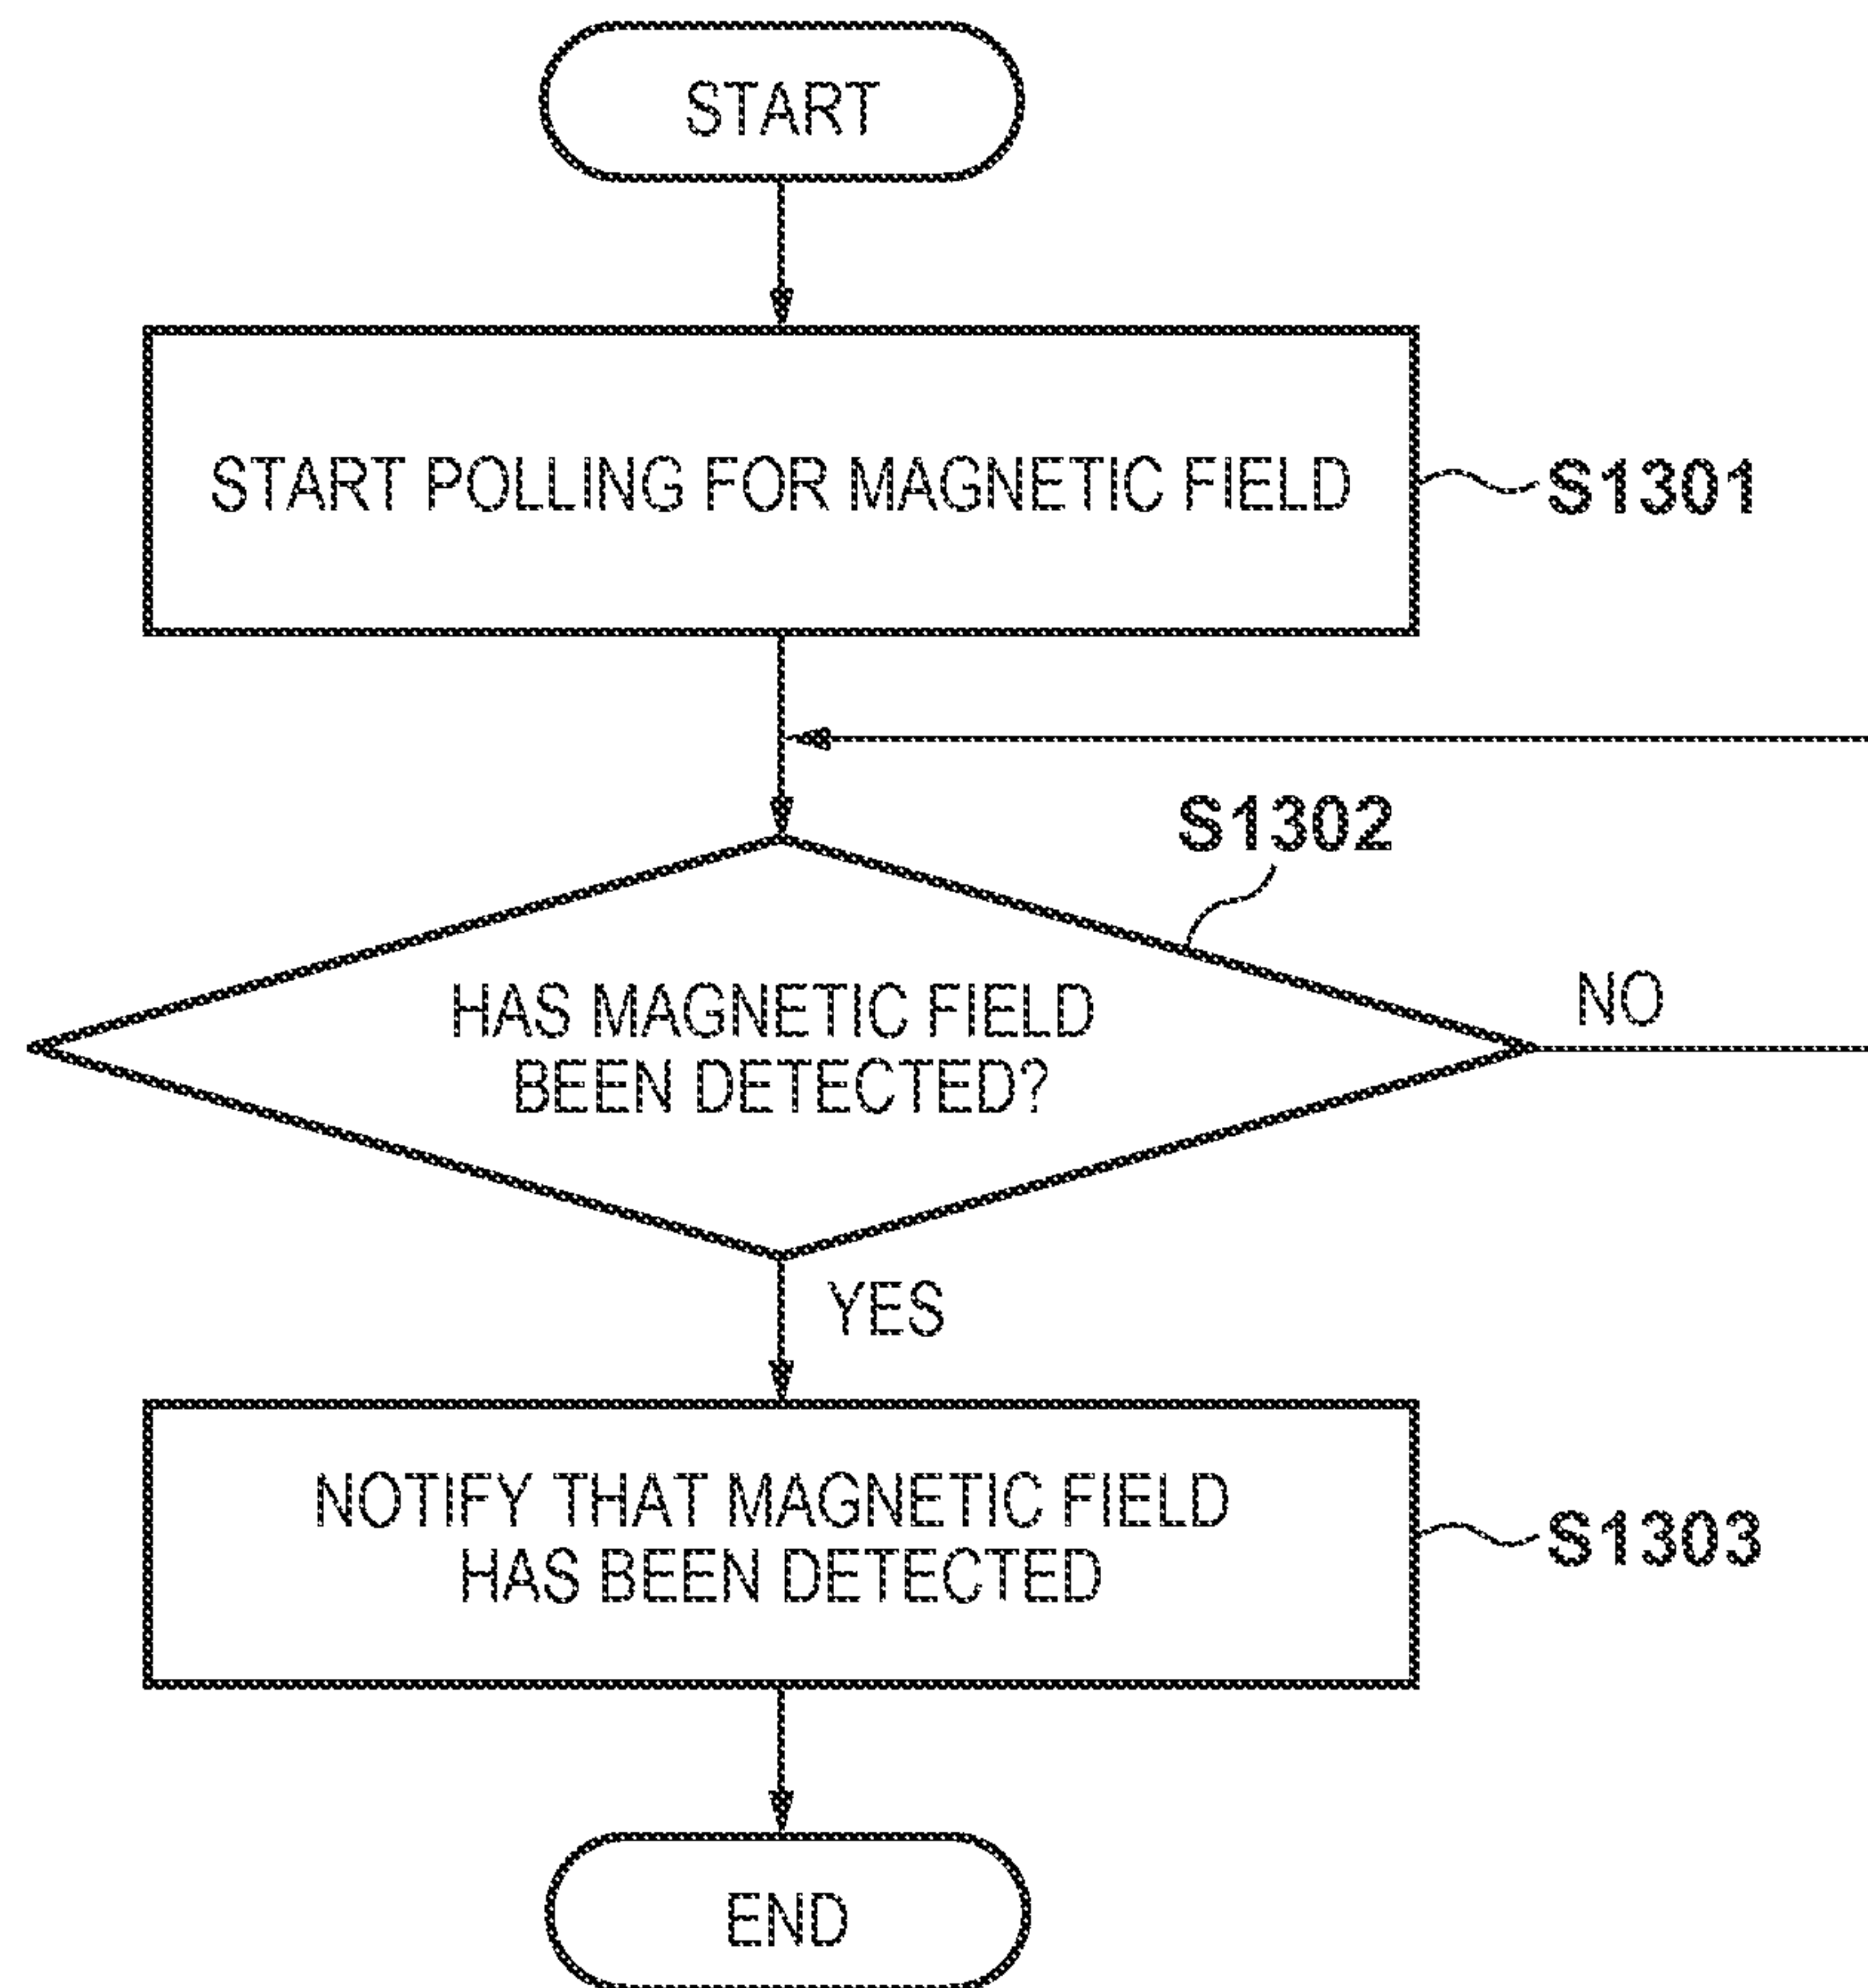 START
START POLLING FOR MAGNETIC FIELD
S1301
S1302
HAS MAGNETIC FIELD
BEEN DETECTED?
NO
YES
NOTIFY THAT MAGNETIC FIELD
HAS BEEN DETECTED
S1303
END